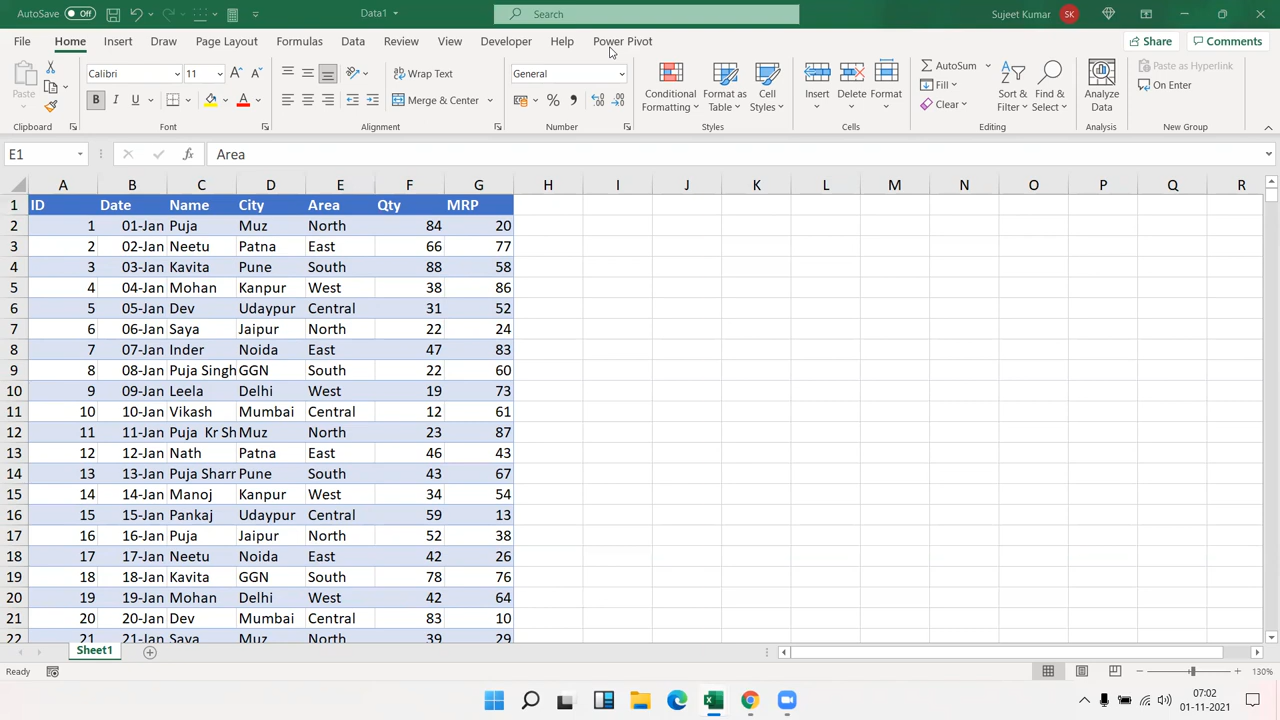 AutoSave Off Data1 Search Sujeet Kumar SK
File Home Insert Draw Page Layout Formulas Data Review View Developer Help Power Pivot Share Comments
Paste Calibri 11 Wrap Text General Conditional Formatting Format as Table Cell Styles Insert Delete Format AutoSum Fill Clear Sort & Filter Find & Select Analyze Data Paste as Hyperlink On Enter
B I U A A Merge & Center % ,
Clipboard Font Alignment Number Styles Cells Editing Analysis New Group
E1 fx Area
A B C D E F G H I J K L M N O P Q R
1 ID Date Name City Area Qty MRP
2 1 01-Jan Puja Muz North 84 20
3 2 02-Jan Neetu Patna East 66 77
4 3 03-Jan Kavita Pune South 88 58
5 4 04-Jan Mohan Kanpur West 38 86
6 5 05-Jan Dev Udaypur Central 31 52
7 6 06-Jan Saya Jaipur North 22 24
8 7 07-Jan Inder Noida East 47 83
9 8 08-Jan Puja Singh GGN South 22 60
10 9 09-Jan Leela Delhi West 19 73
11 10 10-Jan Vikash Mumbai Central 12 61
12 11 11-Jan Puja Kr Sh Muz North 23 87
13 12 12-Jan Nath Patna East 46 43
14 13 13-Jan Puja Sharr Pune South 43 67
15 14 14-Jan Manoj Kanpur West 34 54
16 15 15-Jan Pankaj Udaypur Central 59 13
17 16 16-Jan Puja Jaipur North 52 38
18 17 17-Jan Neetu Noida East 42 26
19 18 18-Jan Kavita GGN South 78 76
20 19 19-Jan Mohan Delhi West 42 64
21 20 20-Jan Dev Mumbai Central 83 10
22 21 21-Jan Saya Muz North 39 29
Sheet1
Ready 130%
07:02
01-11-2021